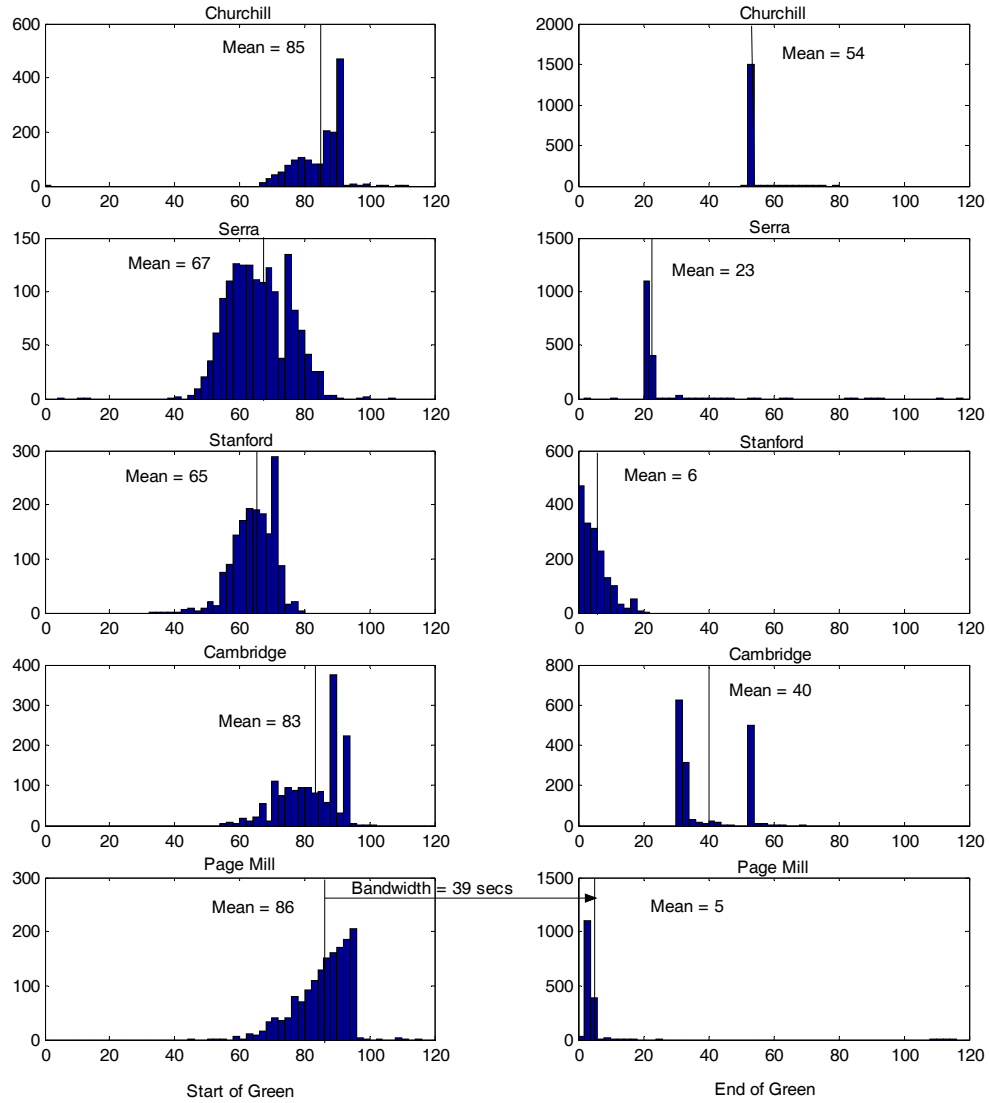 Churchill
600
400
200
0
Mean = 85
0 20 40 60 80 100 120
Churchill
2000
1500
1000
500
0
Mean = 54
0 20 40 60 80 100 120
Serra
150
100
50
0
Mean = 67
0 20 40 60 80 100 120
Serra
1500
1000
500
0
Mean = 23
0 20 40 60 80 100 120
Stanford
300
200
100
0
Mean = 65
0 20 40 60 80 100 120
Stanford
600
400
200
0
Mean = 6
0 20 40 60 80 100 120
Cambridge
400
300
200
100
0
Mean = 83
0 20 40 60 80 100 120
Cambridge
800
600
400
200
0
Mean = 40
0 20 40 60 80 100 120
Page Mill
300
200
100
0
Mean = 86
Bandwidth = 39 secs
0 20 40 60 80 100 120
Start of Green
Page Mill
1500
1000
500
0
Mean = 5
0 20 40 60 80 100 120
End of Green